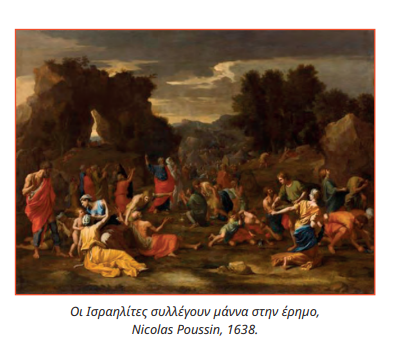 Οι Ισραηλίτες συλλέγουν μάννα στην έρημο,
Nicolas Poussin, 1638.